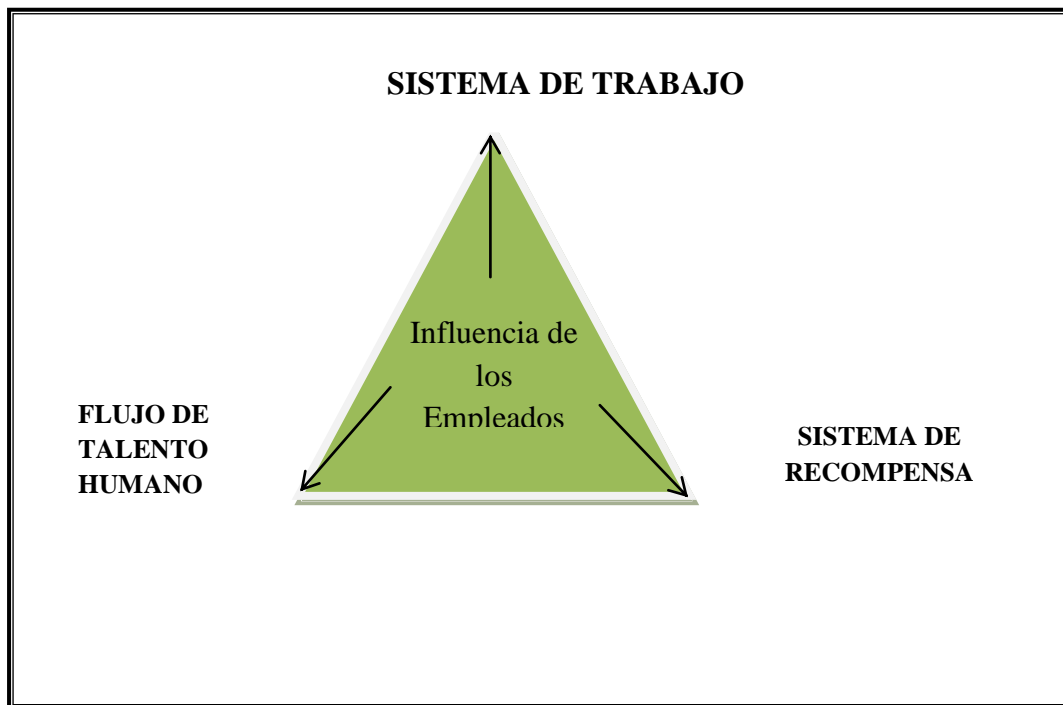 SISTEMA DE TRABAJO
Influencia de
los
Empleados
FLUJO DE
TALENTO
HUMANO
SISTEMA DE
RECOMPENSA